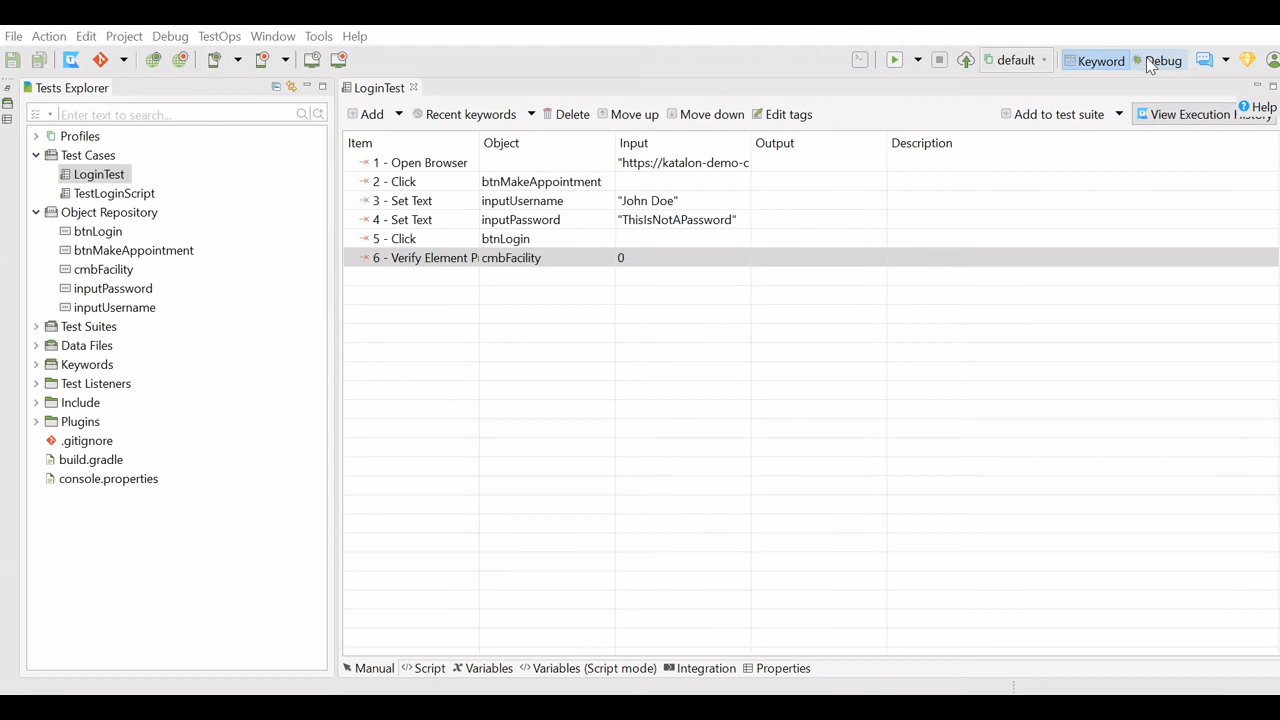 File Action Edit Project Debug TestOps Window Tools Help
default Keyword Debug
Tests Explorer
LoginTest
Enter text to search...
Add Recent keywords Delete Move up Move down Edit tags Add to test suite View Execution History
Help
Profiles
Test Cases
LoginTest
TestLoginScript
Object Repository
btnLogin
btnMakeAppointment
cmbFacility
inputPassword
inputUsername
Test Suites
Data Files
Keywords
Test Listeners
Include
Plugins
.gitignore
build.gradle
console.properties
Item Object Input Output Description
1 - Open Browser "https://katalon-demo-c
2 - Click btnMakeAppointment
3 - Set Text inputUsername "John Doe"
4 - Set Text inputPassword "ThisIsNotAPassword"
5 - Click btnLogin
6 - Verify Element P cmbFacility 0
Manual Script Variables Variables (Script mode) Integration Properties